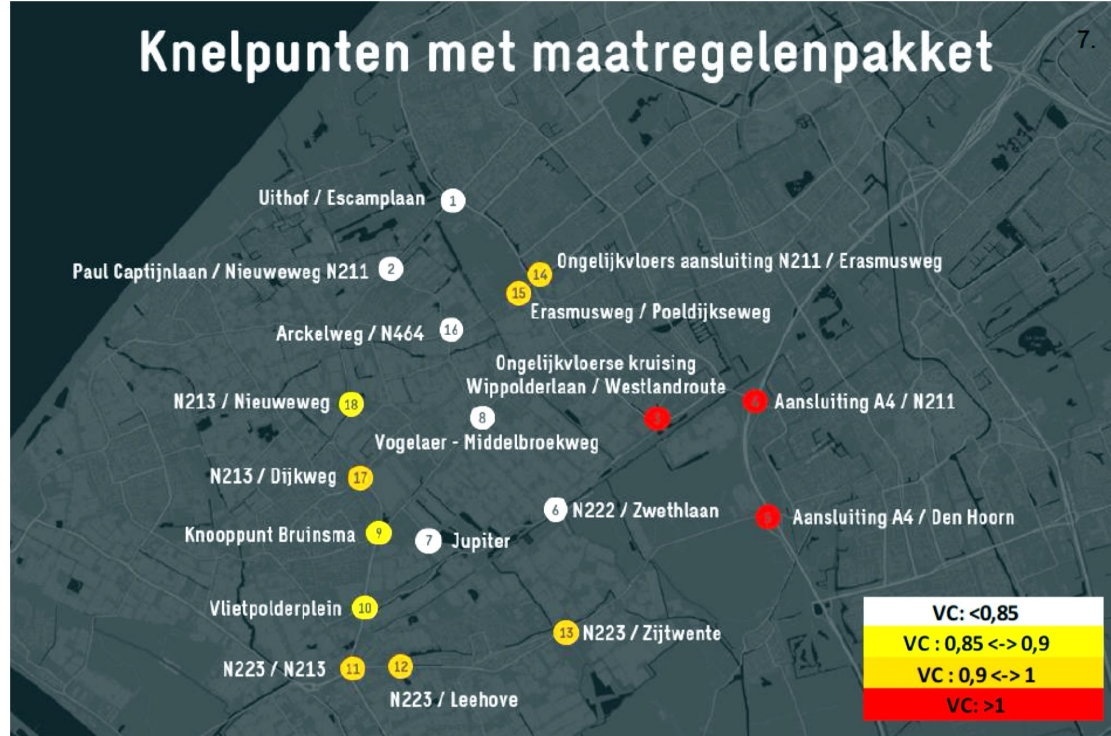 Knelpunten met maatregelenpakket
7.
Uithof / Escamplaan
1
Paul Captijnlaan / Nieuweweg N211
2
14
Ongelijkvloers aansluiting N211 / Erasmusweg
15
Erasmusweg / Poeldijkseweg
Arckelweg / N464
16
Ongelijkvloerse kruising
Wippolderlaan / Westlandroute
N213 / Nieuweweg
18
8
Vogelaer - Middelbroekweg
Aansluiting A4 / N211
N213 / Dijkweg
17
6
N222 / Zwethlaan
Aansluiting A4 / Den Hoorn
Knooppunt Bruinsma
9
7
Jupiter
Vlietpolderplein
10
13
N223 / Zijtwente
N223 / N213
11
12
N223 / Leehove
VC: <0,85
VC : 0,85 <-> 0,9
VC : 0,9 <-> 1
VC: >1